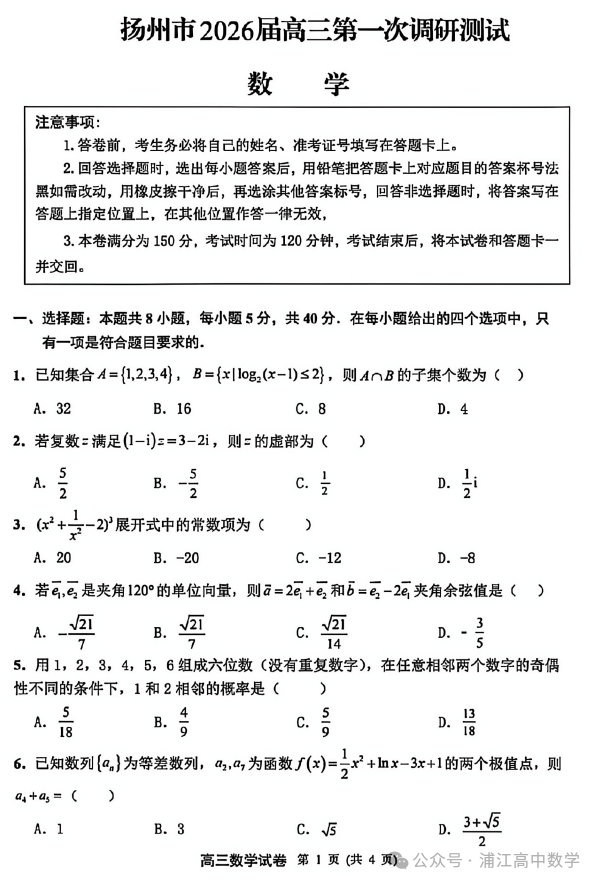 扬州市2026届高三第一次调研测试
数 学
注意事项：
1.答卷前，考生务必将自己的姓名、准考证号填写在答题卡上。
2.回答选择题时，选出每小题答案后，用铅笔把答题卡上对应题目的答案杯号法
黑如需改动，用橡皮擦干净后，再选涂其他答案标号，回答非选择题时，将答案写在
答题上指定位置上，在其他位置作答一律无效，
3.本卷满分为150分，考试时间为120分钟，考试结束后，将本试卷和答题卡一
并交回。
一、选择题：本题共8小题，每小题5分，共40分．在每小题给出的四个选项中，只
有一项是符合题目要求的．
1．已知集合A={1,2,3,4}，B={x|log₂(x−1)≤2}，则A∩B的子集个数为（ ）
A．32 B．16 C．8 D．4
2．若复数z满足(1−i)z=3−2i，则z的虚部为（ ）
A．5/2 B．−5/2 C．1/2 D．1/2 i
3．(x²+1/x²−2)³展开式中的常数项为（ ）
A．20 B．-20 C．-12 D．-8
4．若e₁,e₂是夹角120°的单位向量，则a=2e₁+e₂和b=e₂−2e₁夹角余弦值是（ ）
A．−√21/7 B．√21/7 C．√21/14 D．-3/5
5．用1，2，3，4，5，6组成六位数（没有重复数字），在任意相邻两个数字的奇偶
性不同的条件下，1和2相邻的概率是（ ）
A．5/18 B．4/9 C．5/9 D．13/18
6．已知数列{aₙ}为等差数列，a₂,a₇为函数f(x)=1/2x²+lnx−3x+1的两个极值点，则
a₄+a₅=（ ）
A．1 B．3 C．√5 D．3+√5/2
高三数学试卷 第1页(共4页)
公众号·浦江高中数学